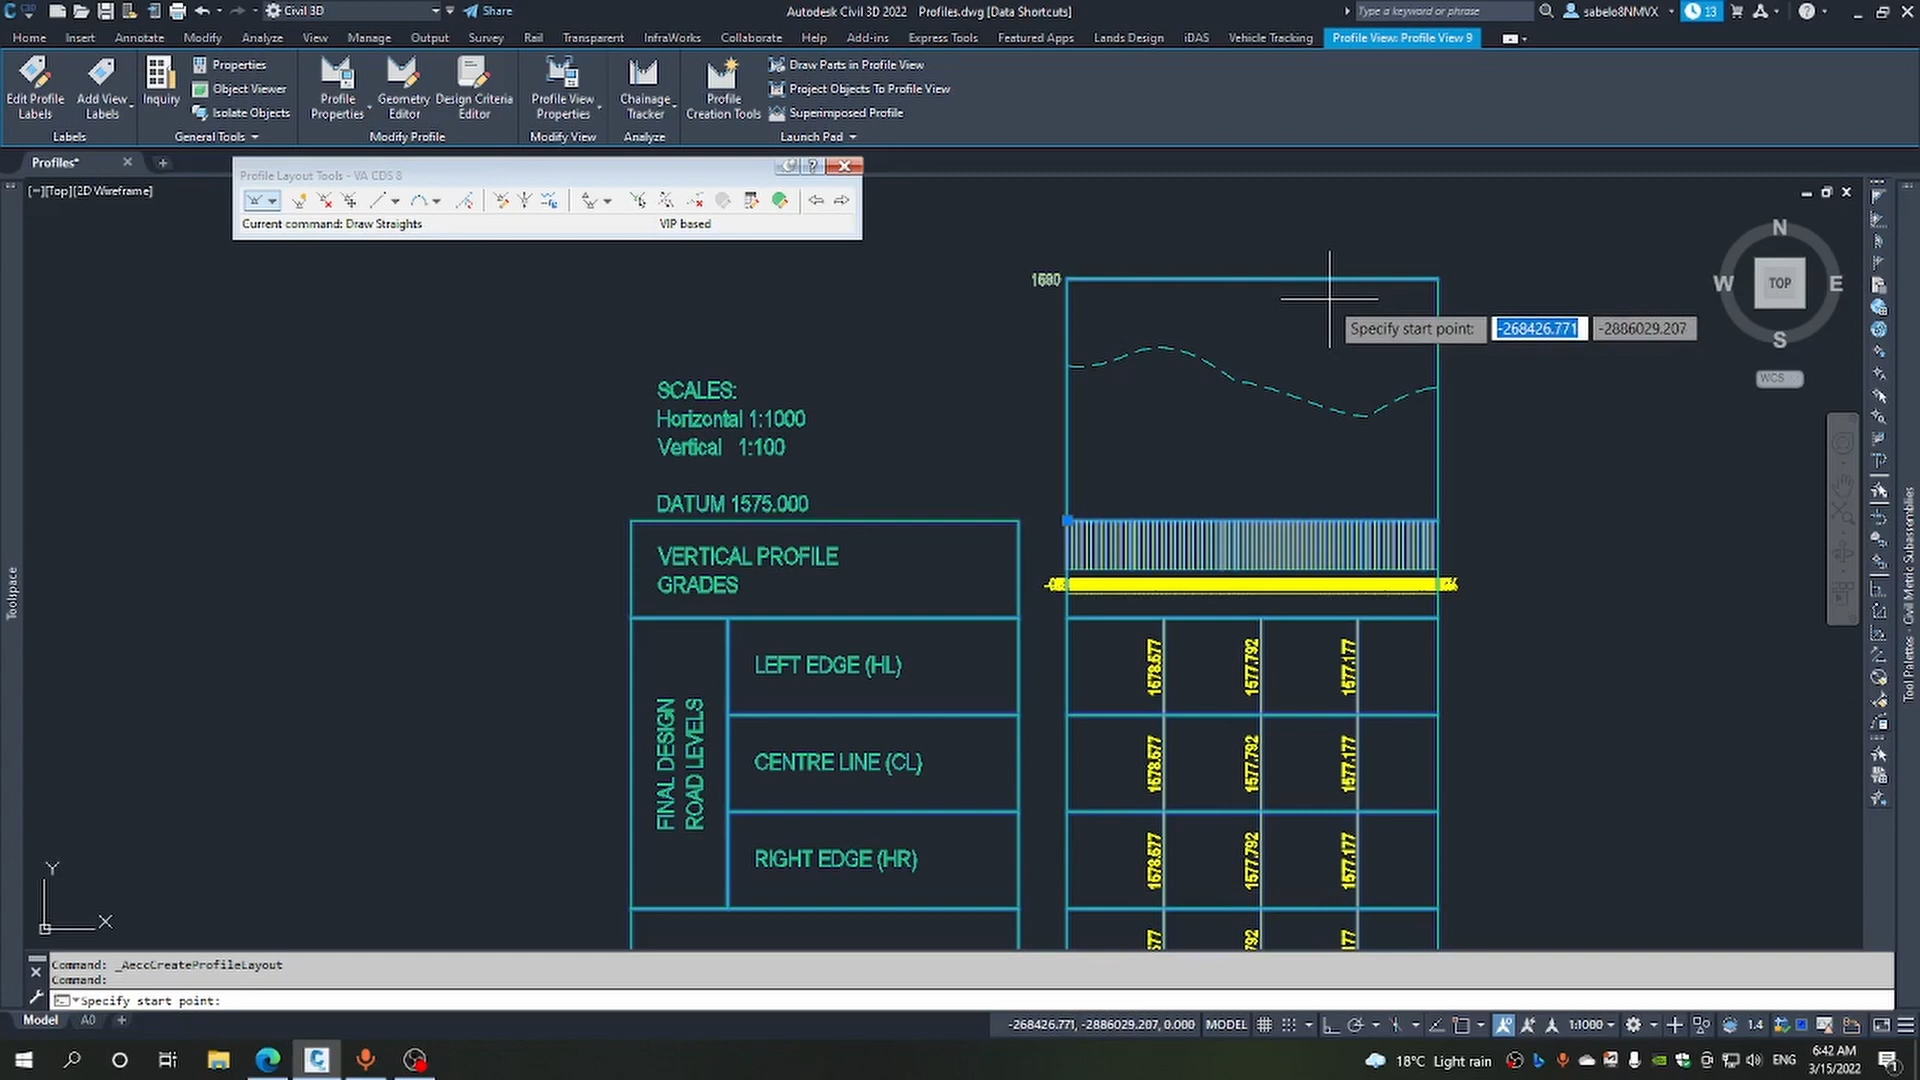 Civil 3D
Share
Autodesk Civil 3D 2022 Profiles.dwg [Data Shortcuts]
Type a keyword or phrase
sabelo8NMVX
13
Home Insert Annotate Modify Analyze View Manage Output Survey Rail Transparent InfraWorks Collaborate Help Add-ins Express Tools Featured Apps Lands Design iDAS Vehicle Tracking Profile View: Profile View 9
Edit Profile Labels
Add View Labels
Inquiry
Properties
Object Viewer
Isolate Objects
Profile Properties
Geometry Editor
Design Criteria Editor
Profile View Properties
Chainage Tracker
Profile Creation Tools
Draw Parts in Profile View
Project Objects To Profile View
Superimposed Profile
Labels General Tools Modify Profile Modify View Analyze Launch Pad
Profiles*
[−][Top][2D Wireframe]
Profile Layout Tools - VA CDS 8
Current command: Draw Straights VIP based
N
W TOP E
S
WCS
Specify start point: -268426.771 -2886029.207
SCALES:
Horizontal 1:1000
Vertical 1:100
DATUM 1575.000
VERTICAL PROFILE
GRADES
FINAL DESIGN
ROAD LEVELS
LEFT EDGE (HL)
1578.577 1577.792 1577.177
CENTRE LINE (CL)
1578.577 1577.792 1577.177
RIGHT EDGE (HR)
1578.577 1577.792 1577.177
Toolspace
Tool Palettes - Civil Metric Subassemblies
Y
X
Command: _AeccCreateProfileLayout
Command:
Specify start point:
Model A0
-268426.771, -2886029.207, 0.000 MODEL 1:1000 1.4
18°C Light rain
ENG
6:42 AM
3/15/2022
1